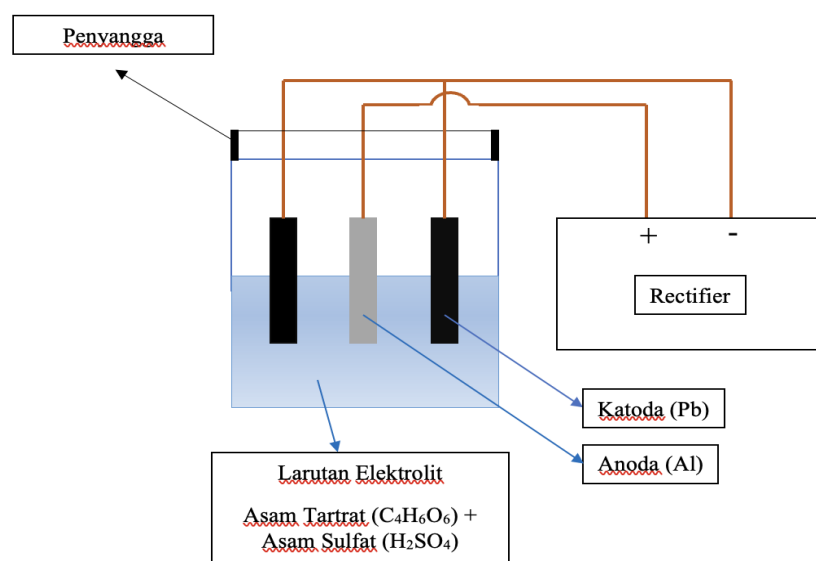 Penyangga
+ -
Rectifier
Katoda (Pb)
Anoda (Al)
Larutan Elektrolit
Asam Tartrat (C₄H₆O₆) +
Asam Sulfat (H₂SO₄)